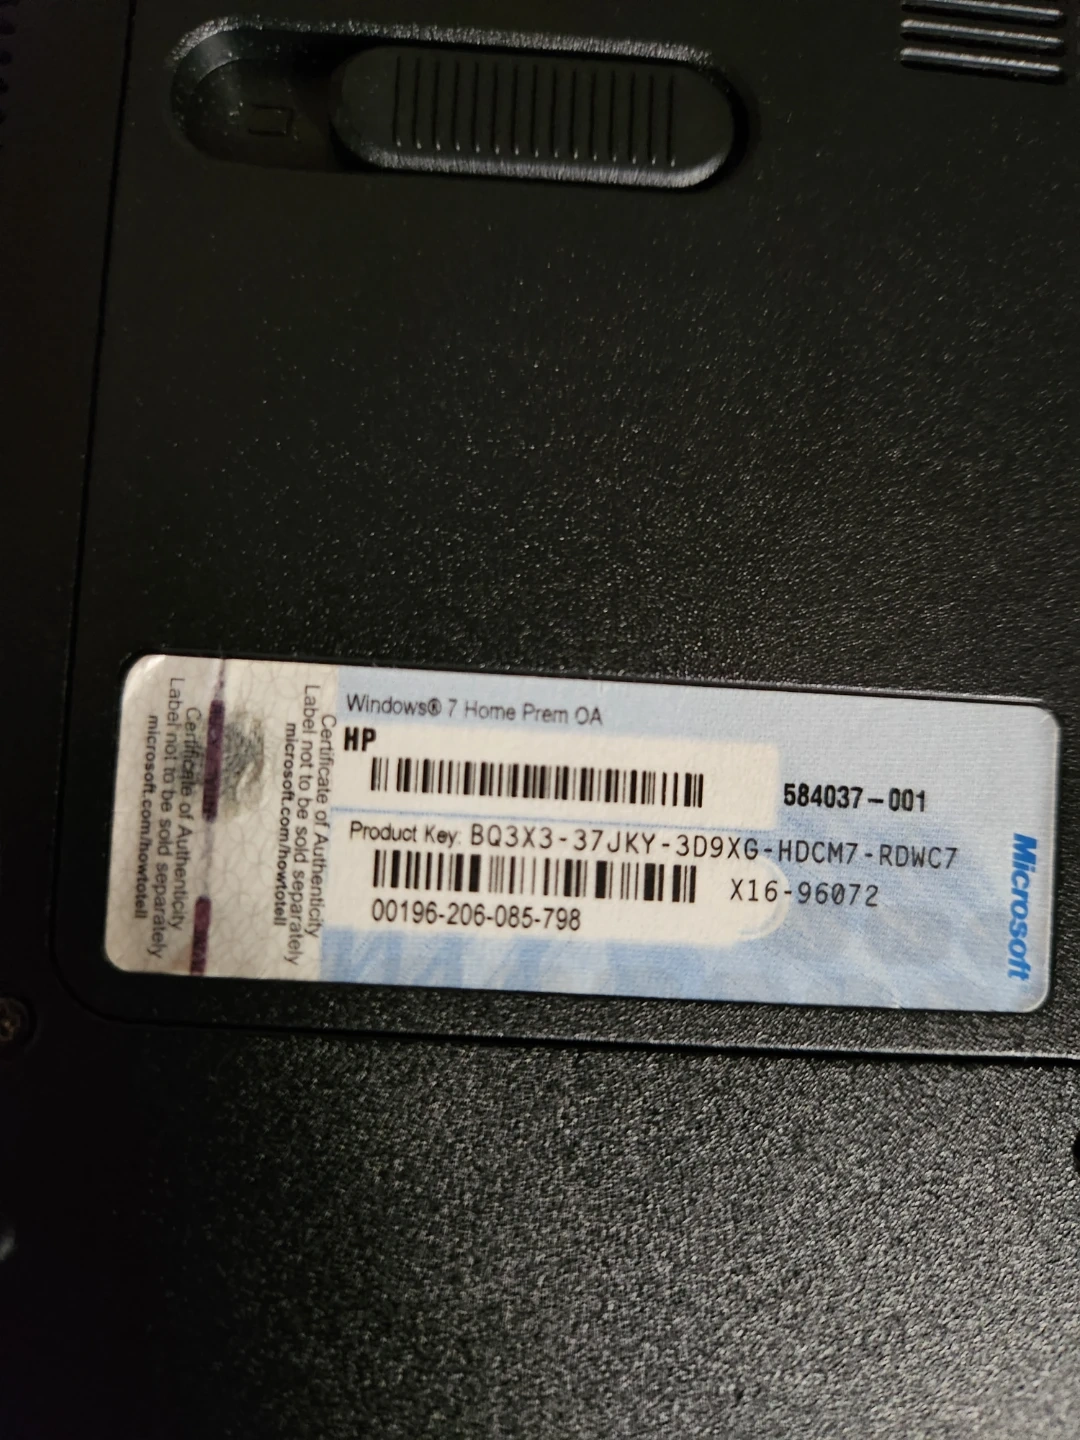 Windows® 7 Home Prem OA
HP
584037-001
Product Key: BQ3X3-37JKY-3D9XG-HDCM7-RDWC7
X16-96072
00196-206-085-798
Microsoft
Certificate of Authenticity
Label not to be sold separately
microsoft.com/howtotell
Certificate of Authenticity
Label not to be sold separately
microsoft.com/howtotell